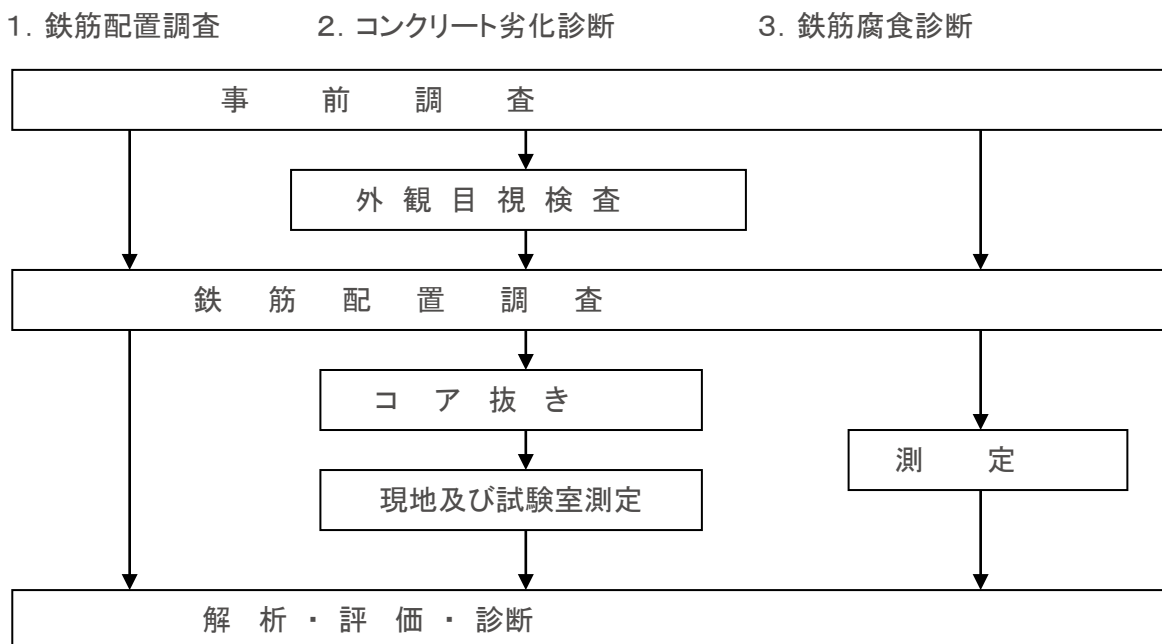 1. 鉄筋配置調査 2. コンクリート劣化診断 3. 鉄筋腐食診断
事前調査
外観目視検査
鉄筋配置調査
コア抜き
測定
現地及び試験室測定
解析・評価・診断